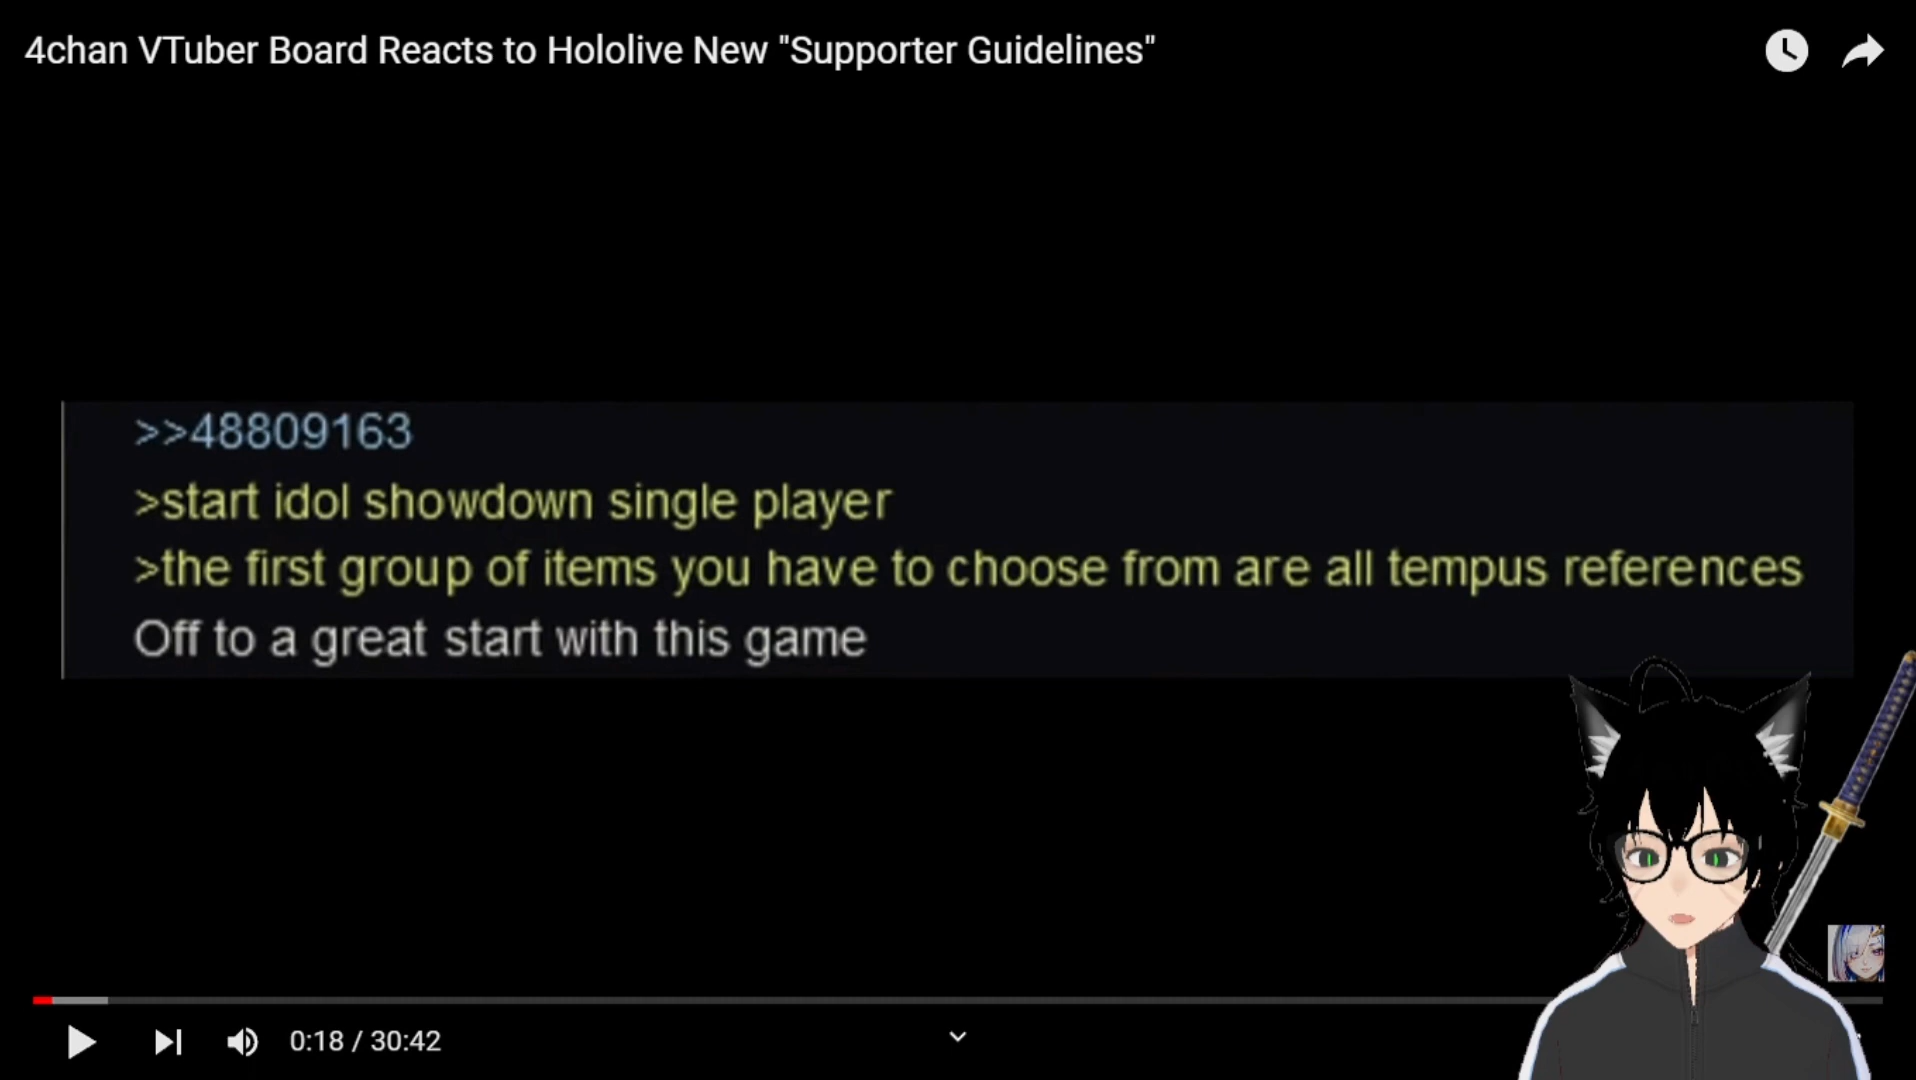 4chan VTuber Board Reacts to Hololive New "Supporter Guidelines"
>>48809163
>start idol showdown single player
>the first group of items you have to choose from are all tempus references
Off to a great start with this game
0:18 / 30:42